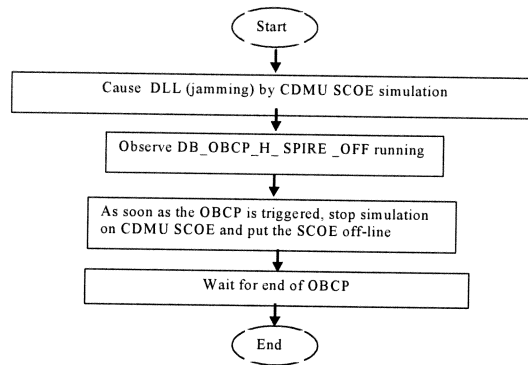 Start
Cause DLL (jamming) by CDMU SCOE simulation
Observe DB_OBCP_H_ SPIRE _OFF running
As soon as the OBCP is triggered, stop simulation
on CDMU SCOE and put the SCOE off-line
Wait for end of OBCP
End